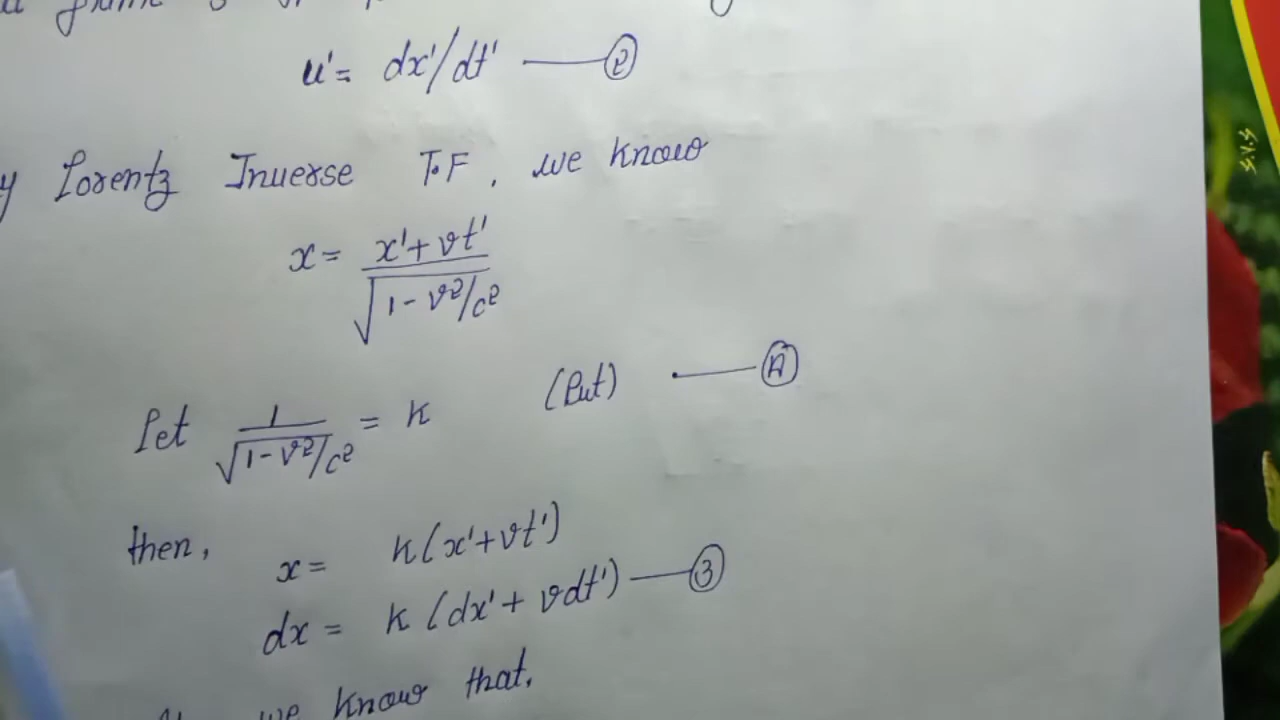 frame S
u' = dx'/dt' — ②
y Lorentz Inverse T.F, we know
x = x' + vt' / √1 - v²/c²
Let 1/√1 - v²/c² = k (Put) — Ⓐ
then,
x = k(x' + vt')
dx = k(dx' + vdt') — ③
we know that,
S.V.S